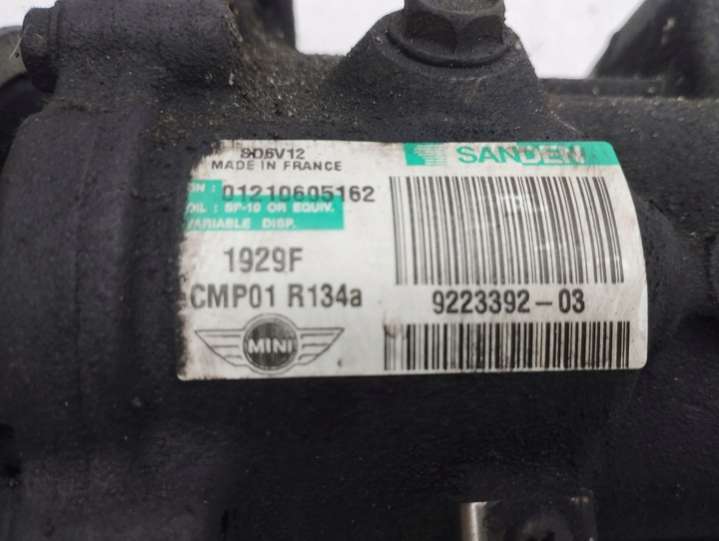 SD6V12
MADE IN FRANCE
SANDEN
SN: 01210605162
OIL : SP-10 OR EQUIV.
VARIABLE DISP.
1929F
CMP01 R134a
9223392-03
MINI